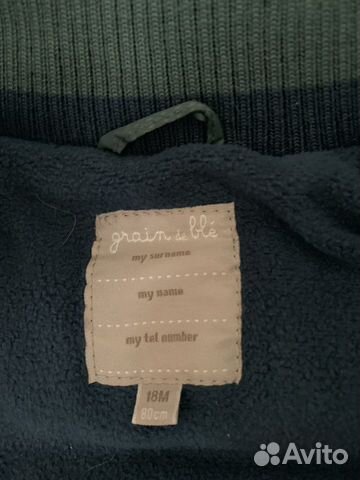 grain de blé
my surname
my name
my tel number
18M
80cm
Avito